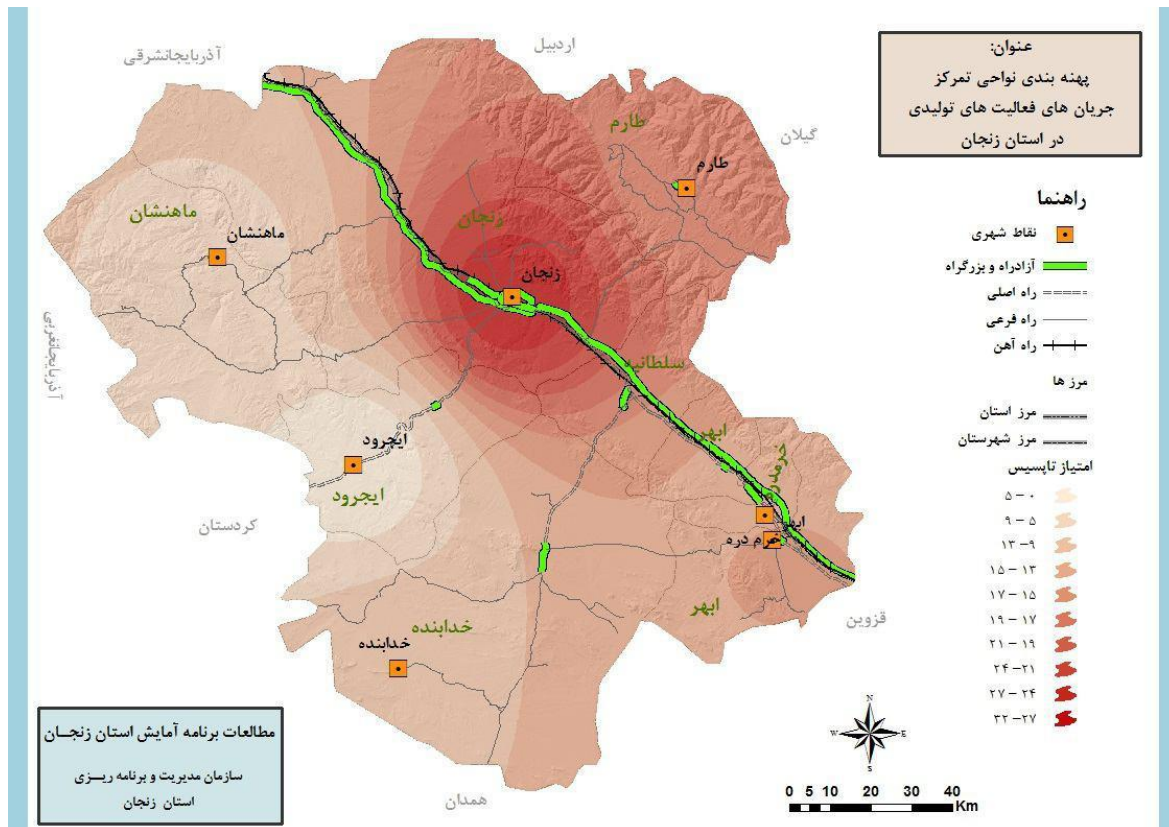 عنوان:
پهنه بندی نواحی تمرکز
جریان های فعالیت های تولیدی
در استان زنجان
راهنما
نقاط شهری
آزادراه و بزرگراه
راه اصلی
راه فرعی
راه آهن
مرز ها
مرز استان
مرز شهرستان
امتیاز تاپسیس
۵ – ۰
۹ – ۵
۱۳ – ۹
۱۵ – ۱۳
۱۷ – ۱۵
۱۹ – ۱۷
۲۱ – ۱۹
۲۴ – ۲۱
۲۷ – ۲۴
۳۲ – ۲۷
اردبیل
آذربایجانشرقی
گیلان
طارم
طارم
زنجان
زنجان
ماهنشان
ماهنشان
آذربایجانغربی
سلطانیه
ابهر
خرمدره
ابهر
خرم دره
ایجرود
ایجرود
کردستان
ابهر
قزوین
خدابنده
خدابنده
همدان
N
W
E
S
0 5 10 20 30 40
Km
مطالعات برنامه آمایش استان زنجــان
سازمان مدیریت و برنامه ریــزی
استان زنجان